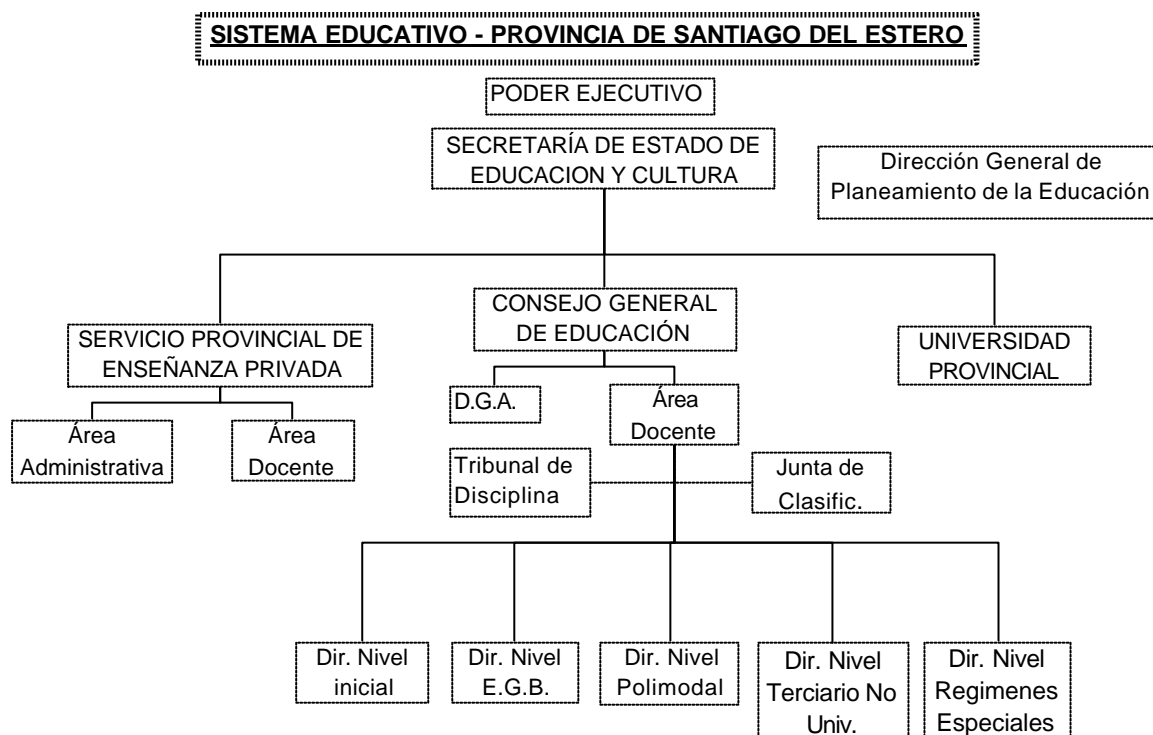 SISTEMA EDUCATIVO - PROVINCIA DE SANTIAGO DEL ESTERO
PODER EJECUTIVO
SECRETARÍA DE ESTADO DE
EDUCACION Y CULTURA
Dirección General de
Planeamiento de la Educación
SERVICIO PROVINCIAL DE
ENSEÑANZA PRIVADA
CONSEJO GENERAL
DE EDUCACIÓN
UNIVERSIDAD
PROVINCIAL
Área
Administrativa
Área
Docente
D.G.A.
Área
Docente
Tribunal de
Disciplina
Junta de
Clasific.
Dir. Nivel
inicial
Dir. Nivel
E.G.B.
Dir. Nivel
Polimodal
Dir. Nivel
Terciario No
Univ.
Dir. Nivel
Regimenes
Especiales